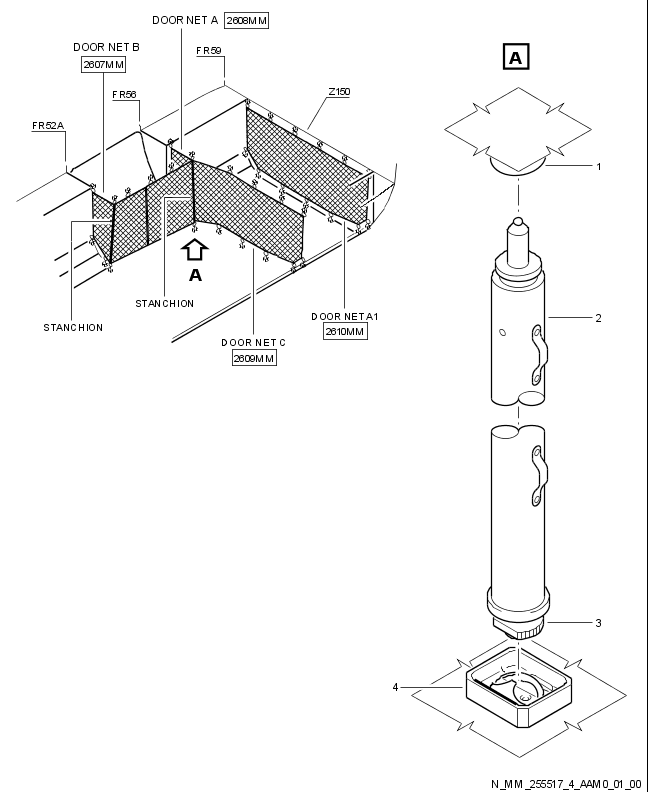 DOOR NET A 2608MM
DOOR NET B
2607MM
FR59
FR56
Z150
FR52A
A
1
2
A
STANCHION
STANCHION
DOOR NET A1
2610MM
DOOR NET C
2609MM
3
4
N_MM_255517_4_AAM0_01_00